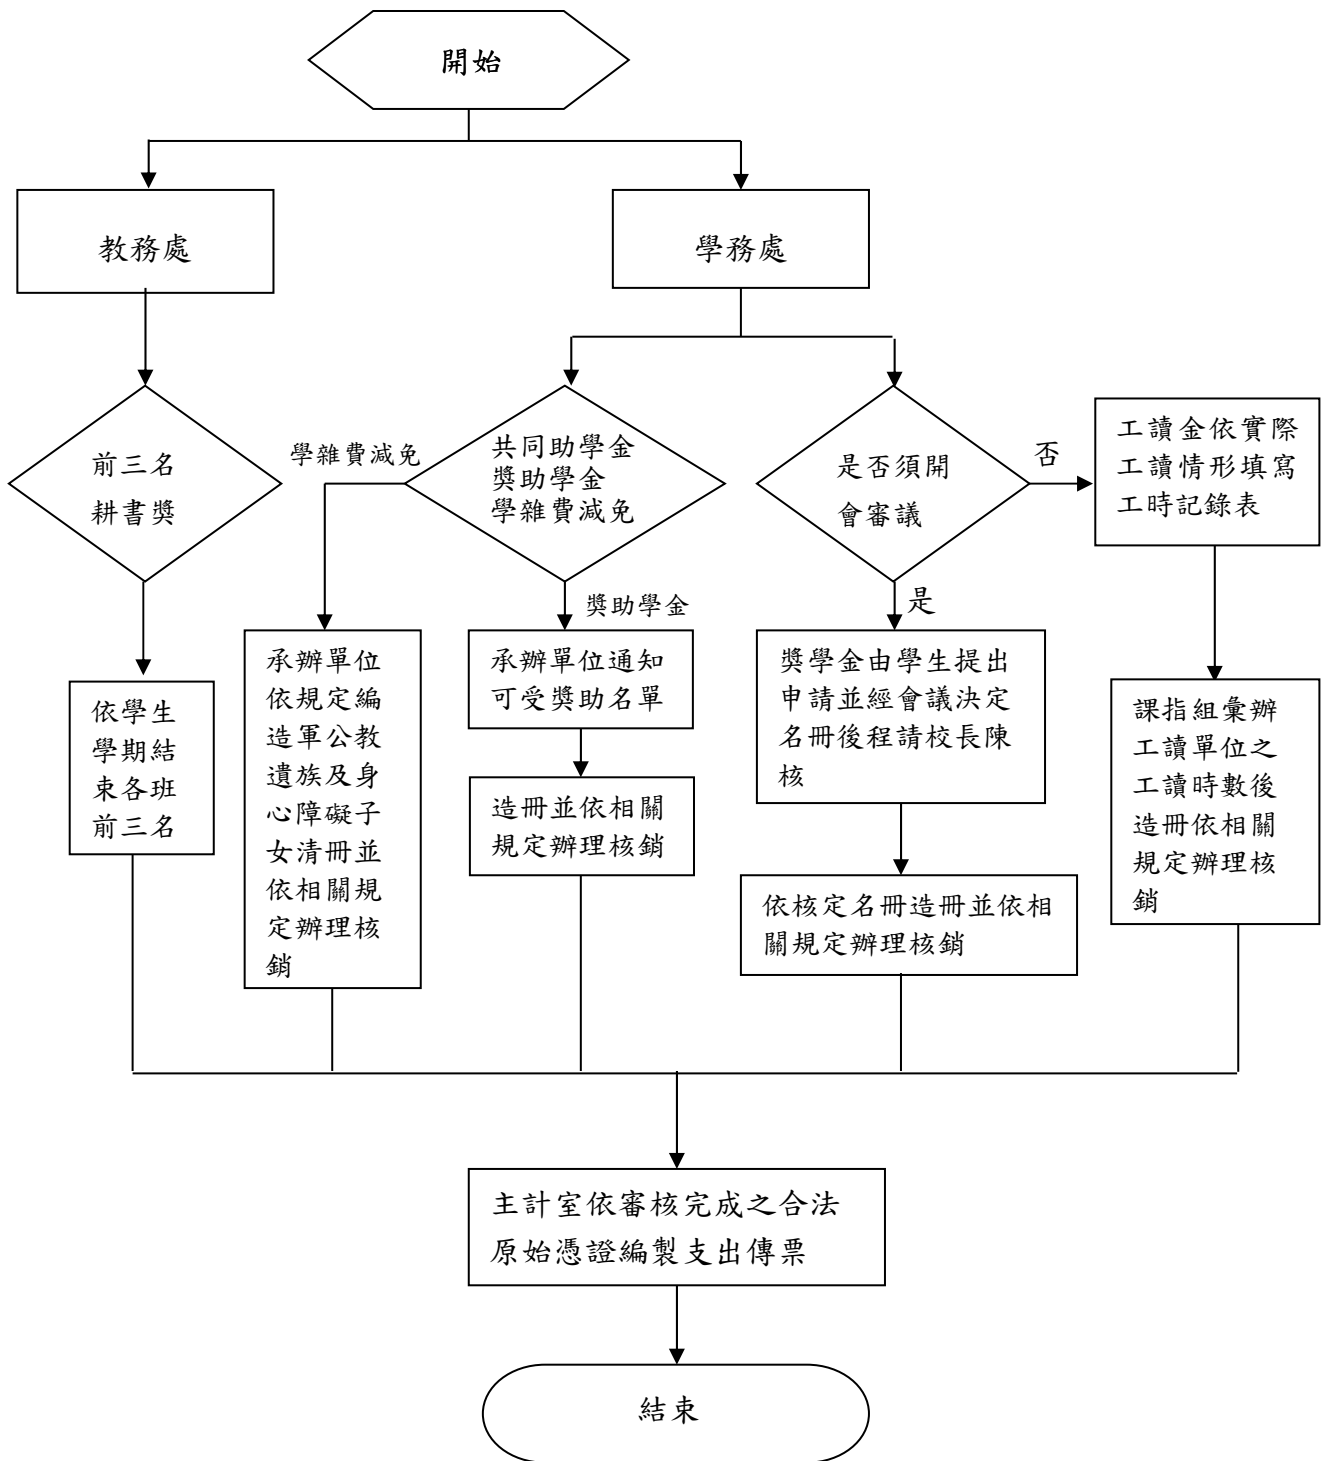 開始
教務處
學務處
前三名
耕書獎
學雜費減免
共同助學金
獎助學金
學雜費減免
是否須開
會審議
否
工讀金依實際
工讀情形填寫
工時記錄表
獎助學金
是
依學生
學期結
束各班
前三名
承辦單位
依規定編
造軍公教
遺族及身
心障礙子
女清冊並
依相關規
定辦理核
銷
承辦單位通知
可受獎助名單
造冊並依相關
規定辦理核銷
獎學金由學生提出
申請並經會議決定
名冊後程請校長陳
核
依核定名冊造冊並依相
關規定辦理核銷
課指組彙辦
工讀單位之
工讀時數後
造冊依相關
規定辦理核
銷
主計室依審核完成之合法
原始憑證編製支出傳票
結束